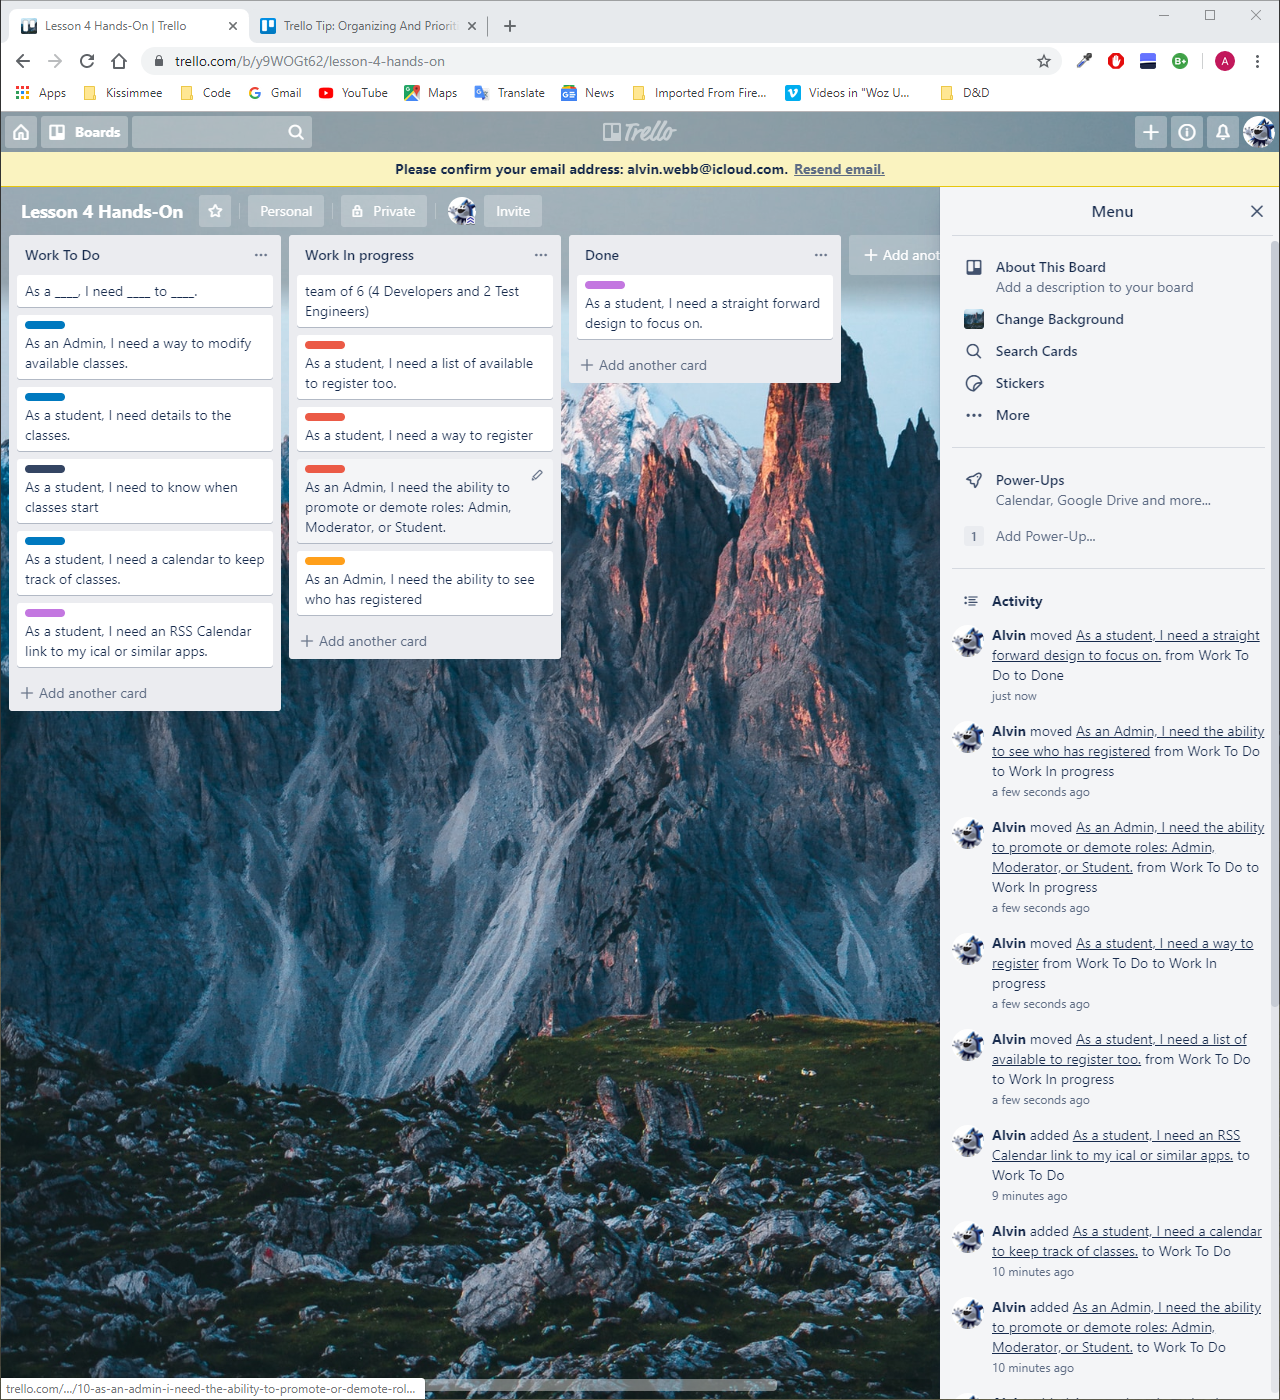 Lesson 4 Hands-On | Trello
Trello Tip: Organizing And Priorit
trello.com/b/y9WOGt62/lesson-4-hands-on
B+
A
Apps
Kissimmee
Code
Gmail
YouTube
Maps
Translate
News
Imported From Fire...
Videos in "Woz U...
D&D
Boards
Trello
Please confirm your email address: alvin.webb@icloud.com. Resend email.
Lesson 4 Hands-On
Personal
Private
Invite
Work To Do
As a ____, I need ____ to ____.
As an Admin, I need a way to modify
available classes.
As a student, I need details to the
classes.
As a student, I need to know when
classes start
As a student, I need a calendar to keep
track of classes.
As a student, I need an RSS Calendar
link to my ical or similar apps.
+ Add another card
Work In progress
team of 6 (4 Developers and 2 Test
Engineers)
As a student, I need a list of available
to register too.
As a student, I need a way to register
As an Admin, I need the ability to
promote or demote roles: Admin,
Moderator, or Student.
As an Admin, I need the ability to see
who has registered
+ Add another card
Done
As a student, I need a straight forward
design to focus on.
+ Add another card
+ Add anot
Menu
About This Board
Add a description to your board
Change Background
Search Cards
Stickers
More
Power-Ups
Calendar, Google Drive and more...
1 Add Power-Up...
Activity
Alvin moved As a student, I need a straight
forward design to focus on. from Work To
Do to Done
just now
Alvin moved As an Admin, I need the ability
to see who has registered from Work To Do
to Work In progress
a few seconds ago
Alvin moved As an Admin, I need the ability
to promote or demote roles: Admin,
Moderator, or Student. from Work To Do to
Work In progress
a few seconds ago
Alvin moved As a student, I need a way to
register from Work To Do to Work In
progress
a few seconds ago
Alvin moved As a student, I need a list of
available to register too. from Work To Do
to Work In progress
a few seconds ago
Alvin added As a student, I need an RSS
Calendar link to my ical or similar apps. to
Work To Do
9 minutes ago
Alvin added As a student, I need a calendar
to keep track of classes. to Work To Do
10 minutes ago
Alvin added As an Admin, I need the ability
to promote or demote roles: Admin,
Moderator, or Student. to Work To Do
10 minutes ago
trello.com/.../10-as-an-admin-i-need-the-ability-to-promote-or-demote-rol...